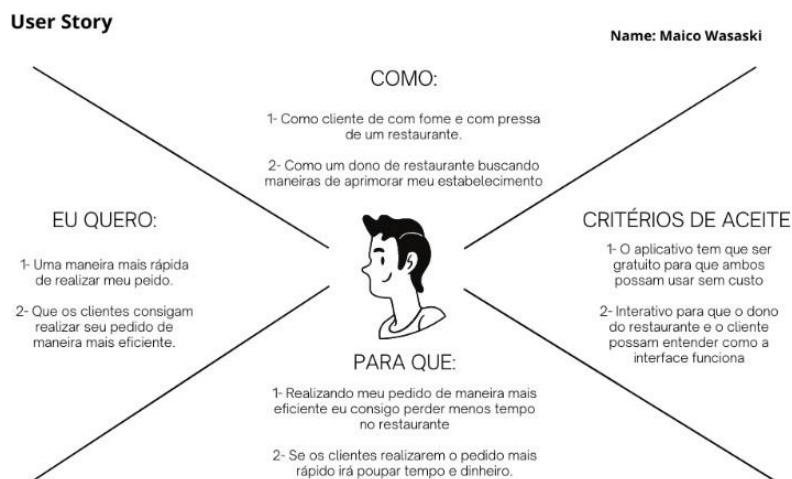 User Story
Name: Maico Wasaski
COMO:
1- Como cliente de com fome e com pressa
de um restaurante.
2- Como um dono de restaurante buscando
maneiras de aprimorar meu estabelecimento
EU QUERO:
1- Uma maneira mais rápida
de realizar meu peido.
2- Que os clientes consigam
realizar seu pedido de
maneira mais eficiente.
CRITÉRIOS DE ACEITE
1- O aplicativo tem que ser
gratuito para que ambos
possam usar sem custo
2- Interativo para que o dono
do restaurante e o cliente
possam entender como a
interface funciona
PARA QUE:
1- Realizando meu pedido de maneira mais
eficiente eu consigo perder menos tempo
no restaurante
2- Se os clientes realizarem o pedido mais
rápido irá poupar tempo e dinheiro.